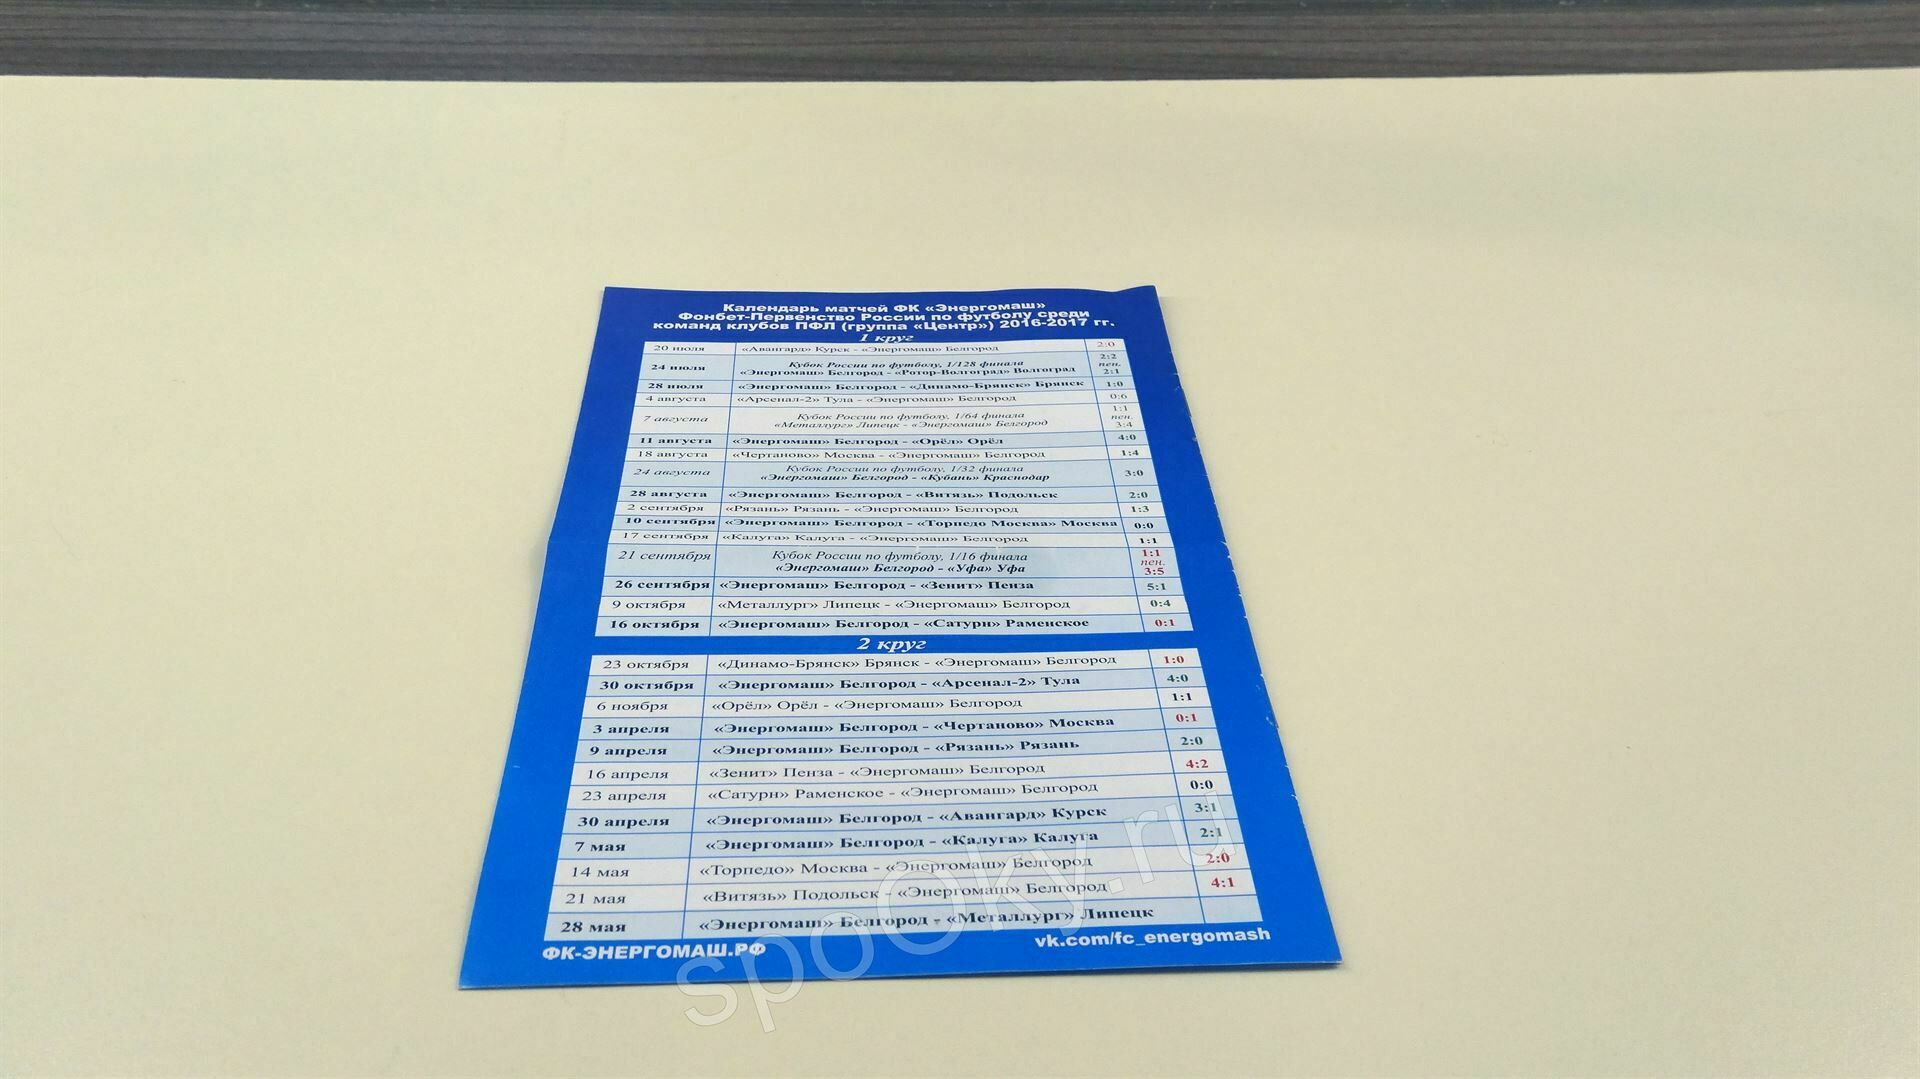 Календарь матчей ФК «Энергомаш»
Фонбет-Первенство России по футболу среди
команд клубов ПФЛ (группа «Центр») 2016-2017 гг.
1 круг
20 июля «Авангард» Курск - «Энергомаш» Белгород 2:0
24 июля Кубок России по футболу, 1/128 финала
«Энергомаш» Белгород - «Ротор-Волгоград» Волгоград 2:2 пен. 2:1
28 июля «Энергомаш» Белгород - «Динамо-Брянск» Брянск 1:0
4 августа «Арсенал-2» Тула - «Энергомаш» Белгород 0:6
7 августа Кубок России по футболу, 1/64 финала
«Металлург» Липецк - «Энергомаш» Белгород 1:1 пен. 3:4
11 августа «Энергомаш» Белгород - «Орёл» Орёл 4:0
18 августа «Чертаново» Москва - «Энергомаш» Белгород 1:4
24 августа Кубок России по футболу, 1/32 финала
«Энергомаш» Белгород - «Кубань» Краснодар 3:0
28 августа «Энергомаш» Белгород - «Витязь» Подольск 2:0
2 сентября «Рязань» Рязань - «Энергомаш» Белгород 1:3
10 сентября «Энергомаш» Белгород - «Торпедо Москва» Москва 0:0
17 сентября «Калуга» Калуга - «Энергомаш» Белгород 1:1
21 сентября Кубок России по футболу, 1/16 финала
«Энергомаш» Белгород - «Уфа» Уфа 1:1 пен. 3:5
26 сентября «Энергомаш» Белгород - «Зенит» Пенза 5:1
9 октября «Металлург» Липецк - «Энергомаш» Белгород 0:4
16 октября «Энергомаш» Белгород - «Сатурн» Раменское 0:1
2 круг
23 октября «Динамо-Брянск» Брянск - «Энергомаш» Белгород 1:0
30 октября «Энергомаш» Белгород - «Арсенал-2» Тула 4:0
6 ноября «Орёл» Орёл - «Энергомаш» Белгород 1:1
3 апреля «Энергомаш» Белгород - «Чертаново» Москва 0:1
9 апреля «Энергомаш» Белгород - «Рязань» Рязань 2:0
16 апреля «Зенит» Пенза - «Энергомаш» Белгород 4:2
23 апреля «Сатурн» Раменское - «Энергомаш» Белгород 0:0
30 апреля «Энергомаш» Белгород - «Авангард» Курск 3:1
7 мая «Энергомаш» Белгород - «Калуга» Калуга 2:1
14 мая «Торпедо» Москва - «Энергомаш» Белгород 2:0
21 мая «Витязь» Подольск - «Энергомаш» Белгород 4:1
28 мая «Энергомаш» Белгород - «Металлург» Липецк
ФК-ЭНЕРГОМАШ.РФ vk.com/fc_energomash
spoOky.ru